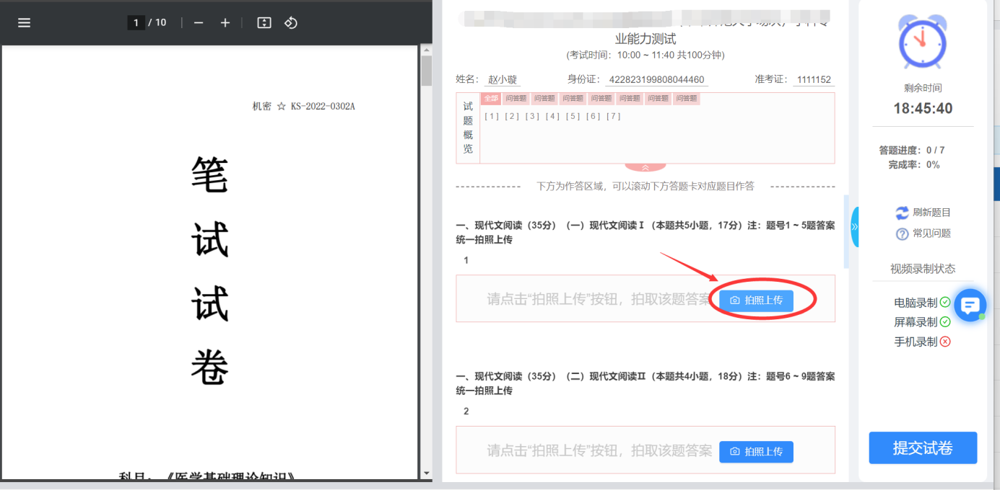 1 / 10
机密 ☆ KS-2022-0302A
笔
试
试
卷
科目：《医学基础理论知识》
业能力测试
(考试时间：10:00 ~ 11:40 共100分钟)
姓名： 赵小璇 身份证： 422823199808044460 准考证： 1111152
试题概览
全部 问答题 问答题 问答题 问答题 问答题 问答题 问答题
[ 1 ] [ 2 ] [ 3 ] [ 4 ] [ 5 ] [ 6 ] [ 7 ]
下方为作答区域，可以滚动下方答题卡对应题目作答
一、现代文阅读（35分）（一）现代文阅读Ⅰ（本题共5小题，17分）注：题号1 ~ 5题答案
统一拍照上传
1
请点击“拍照上传”按钮，拍取该题答案 拍照上传
一、现代文阅读（35分）（二）现代文阅读Ⅱ（本题共4小题，18分）注：题号6 ~ 9题答案
统一拍照上传
2
请点击“拍照上传”按钮，拍取该题答案 拍照上传
剩余时间
18:45:40
答题进度：0 / 7
完成率：0%
刷新题目
常见问题
视频录制状态
电脑录制
屏幕录制
手机录制
提交试卷